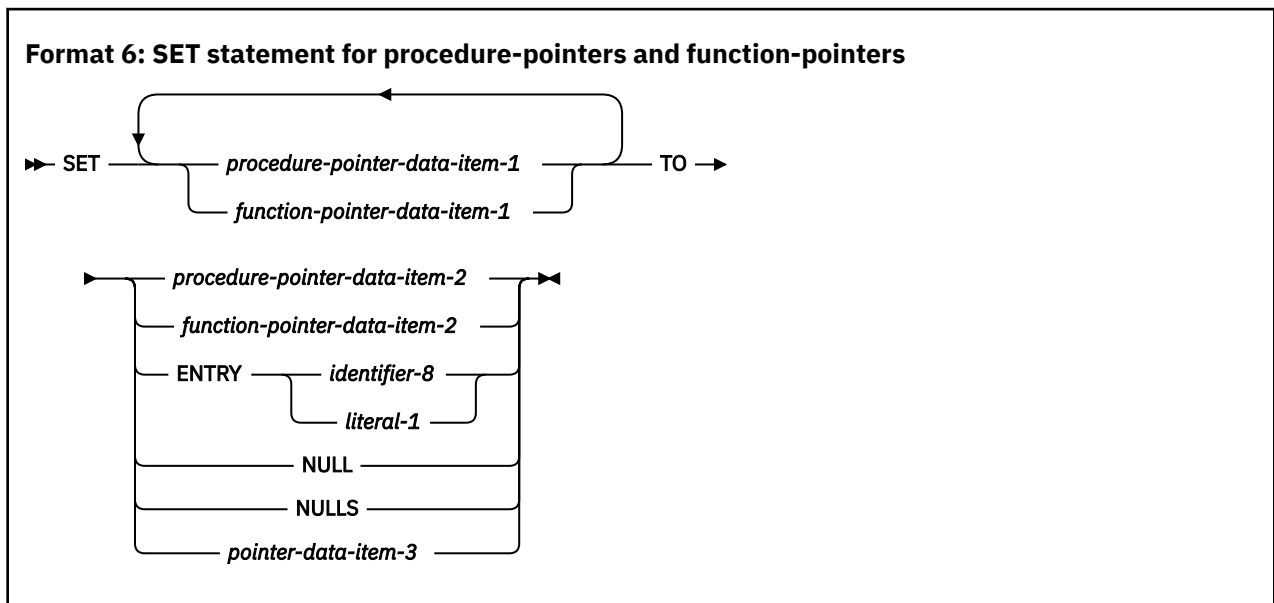 Format 6: SET statement for procedure-pointers and function-pointers
SET procedure-pointer-data-item-1 TO
function-pointer-data-item-1
procedure-pointer-data-item-2
function-pointer-data-item-2
ENTRY identifier-8
literal-1
NULL
NULLS
pointer-data-item-3